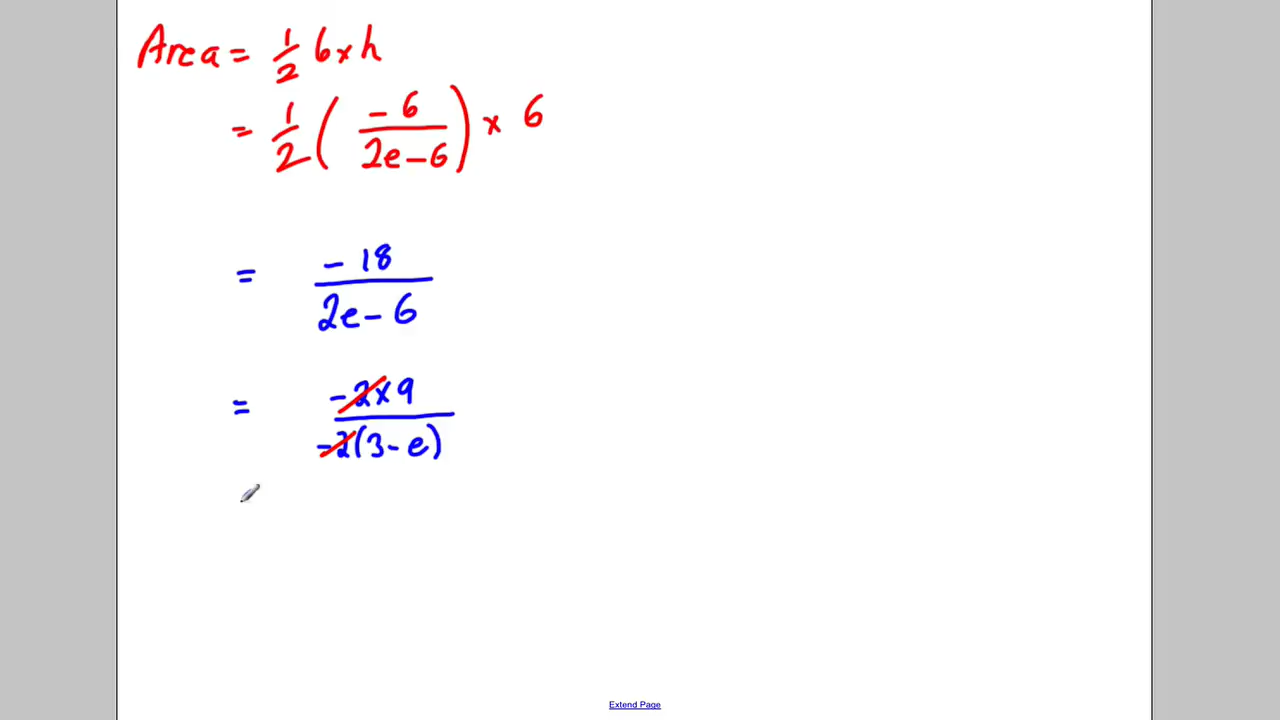 Area = 1/2 b × h
= 1/2 ( -6 / 2e - 6 ) × 6
= -18 / 2e - 6
= -2 × 9 / -2(3 - e)
Extend Page